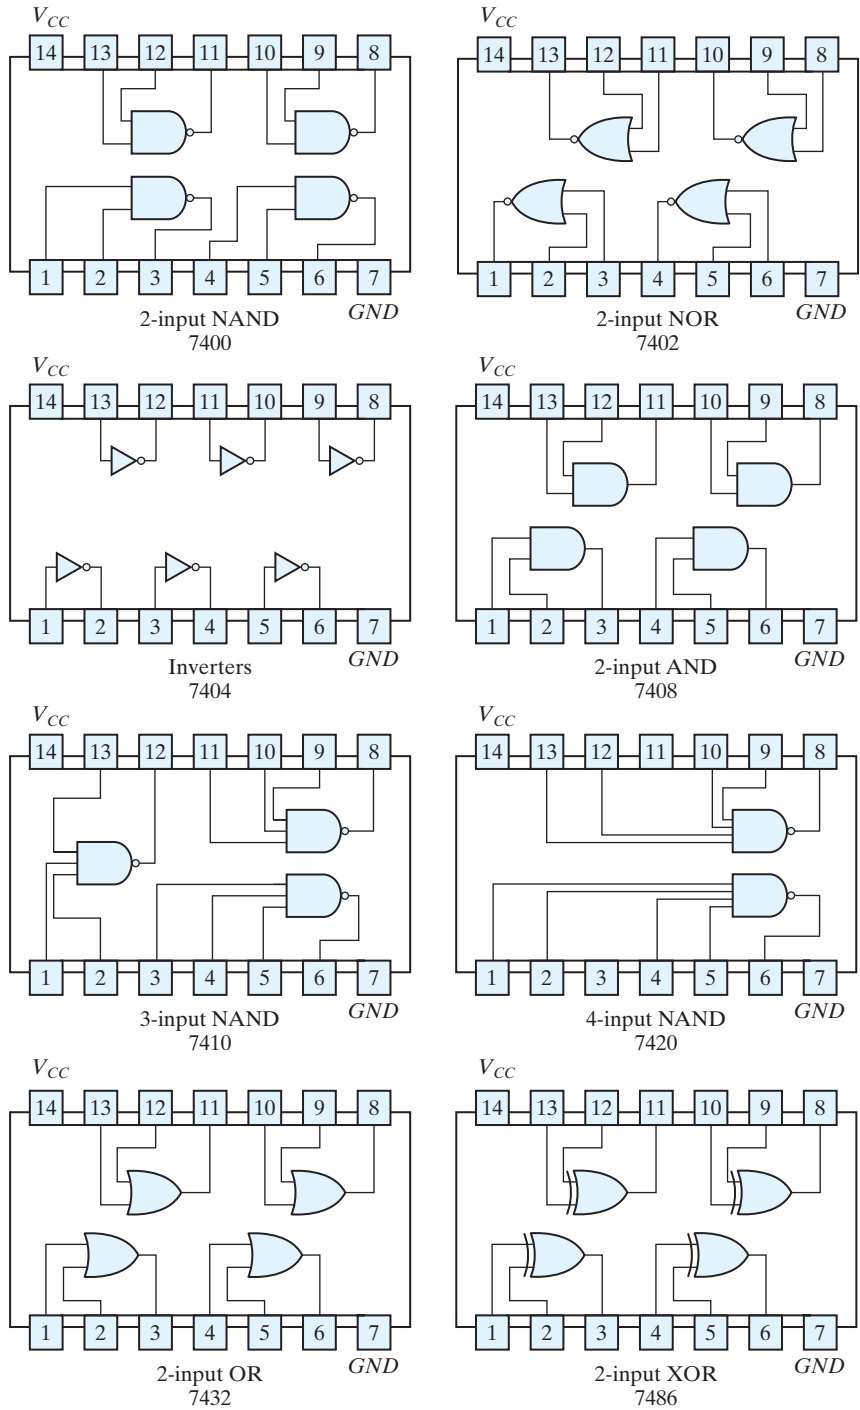 V_CC V_CC
14 13 12 11 10 9 8 14 13 12 11 10 9 8
1 2 3 4 5 6 7 1 2 3 4 5 6 7
2-input NAND GND 2-input NOR GND
7400 7402
V_CC V_CC
14 13 12 11 10 9 8 14 13 12 11 10 9 8
1 2 3 4 5 6 7 1 2 3 4 5 6 7
Inverters GND 2-input AND GND
7404 7408
V_CC V_CC
14 13 12 11 10 9 8 14 13 12 11 10 9 8
1 2 3 4 5 6 7 1 2 3 4 5 6 7
3-input NAND GND 4-input NAND GND
7410 7420
V_CC V_CC
14 13 12 11 10 9 8 14 13 12 11 10 9 8
1 2 3 4 5 6 7 1 2 3 4 5 6 7
2-input OR GND 2-input XOR GND
7432 7486